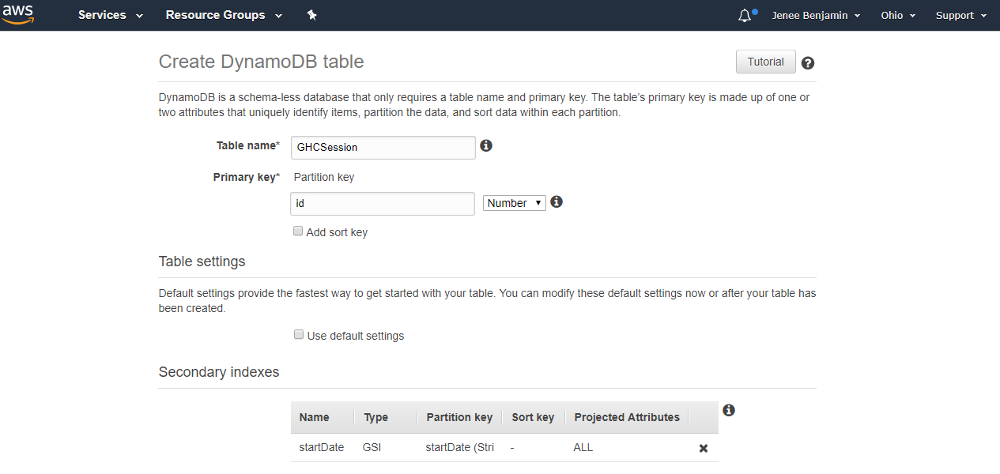 aws Services Resource Groups Jenee Benjamin Ohio Support
Create DynamoDB table Tutorial
DynamoDB is a schema-less database that only requires a table name and primary key. The table's primary key is made up of one or
two attributes that uniquely identify items, partition the data, and sort data within each partition.
Table name* GHCSession
Primary key* Partition key
id Number
Add sort key
Table settings
Default settings provide the fastest way to get started with your table. You can modify these default settings now or after your table has
been created.
Use default settings
Secondary indexes
Name Type Partition key Sort key Projected Attributes
startDate GSI startDate (Stri - ALL